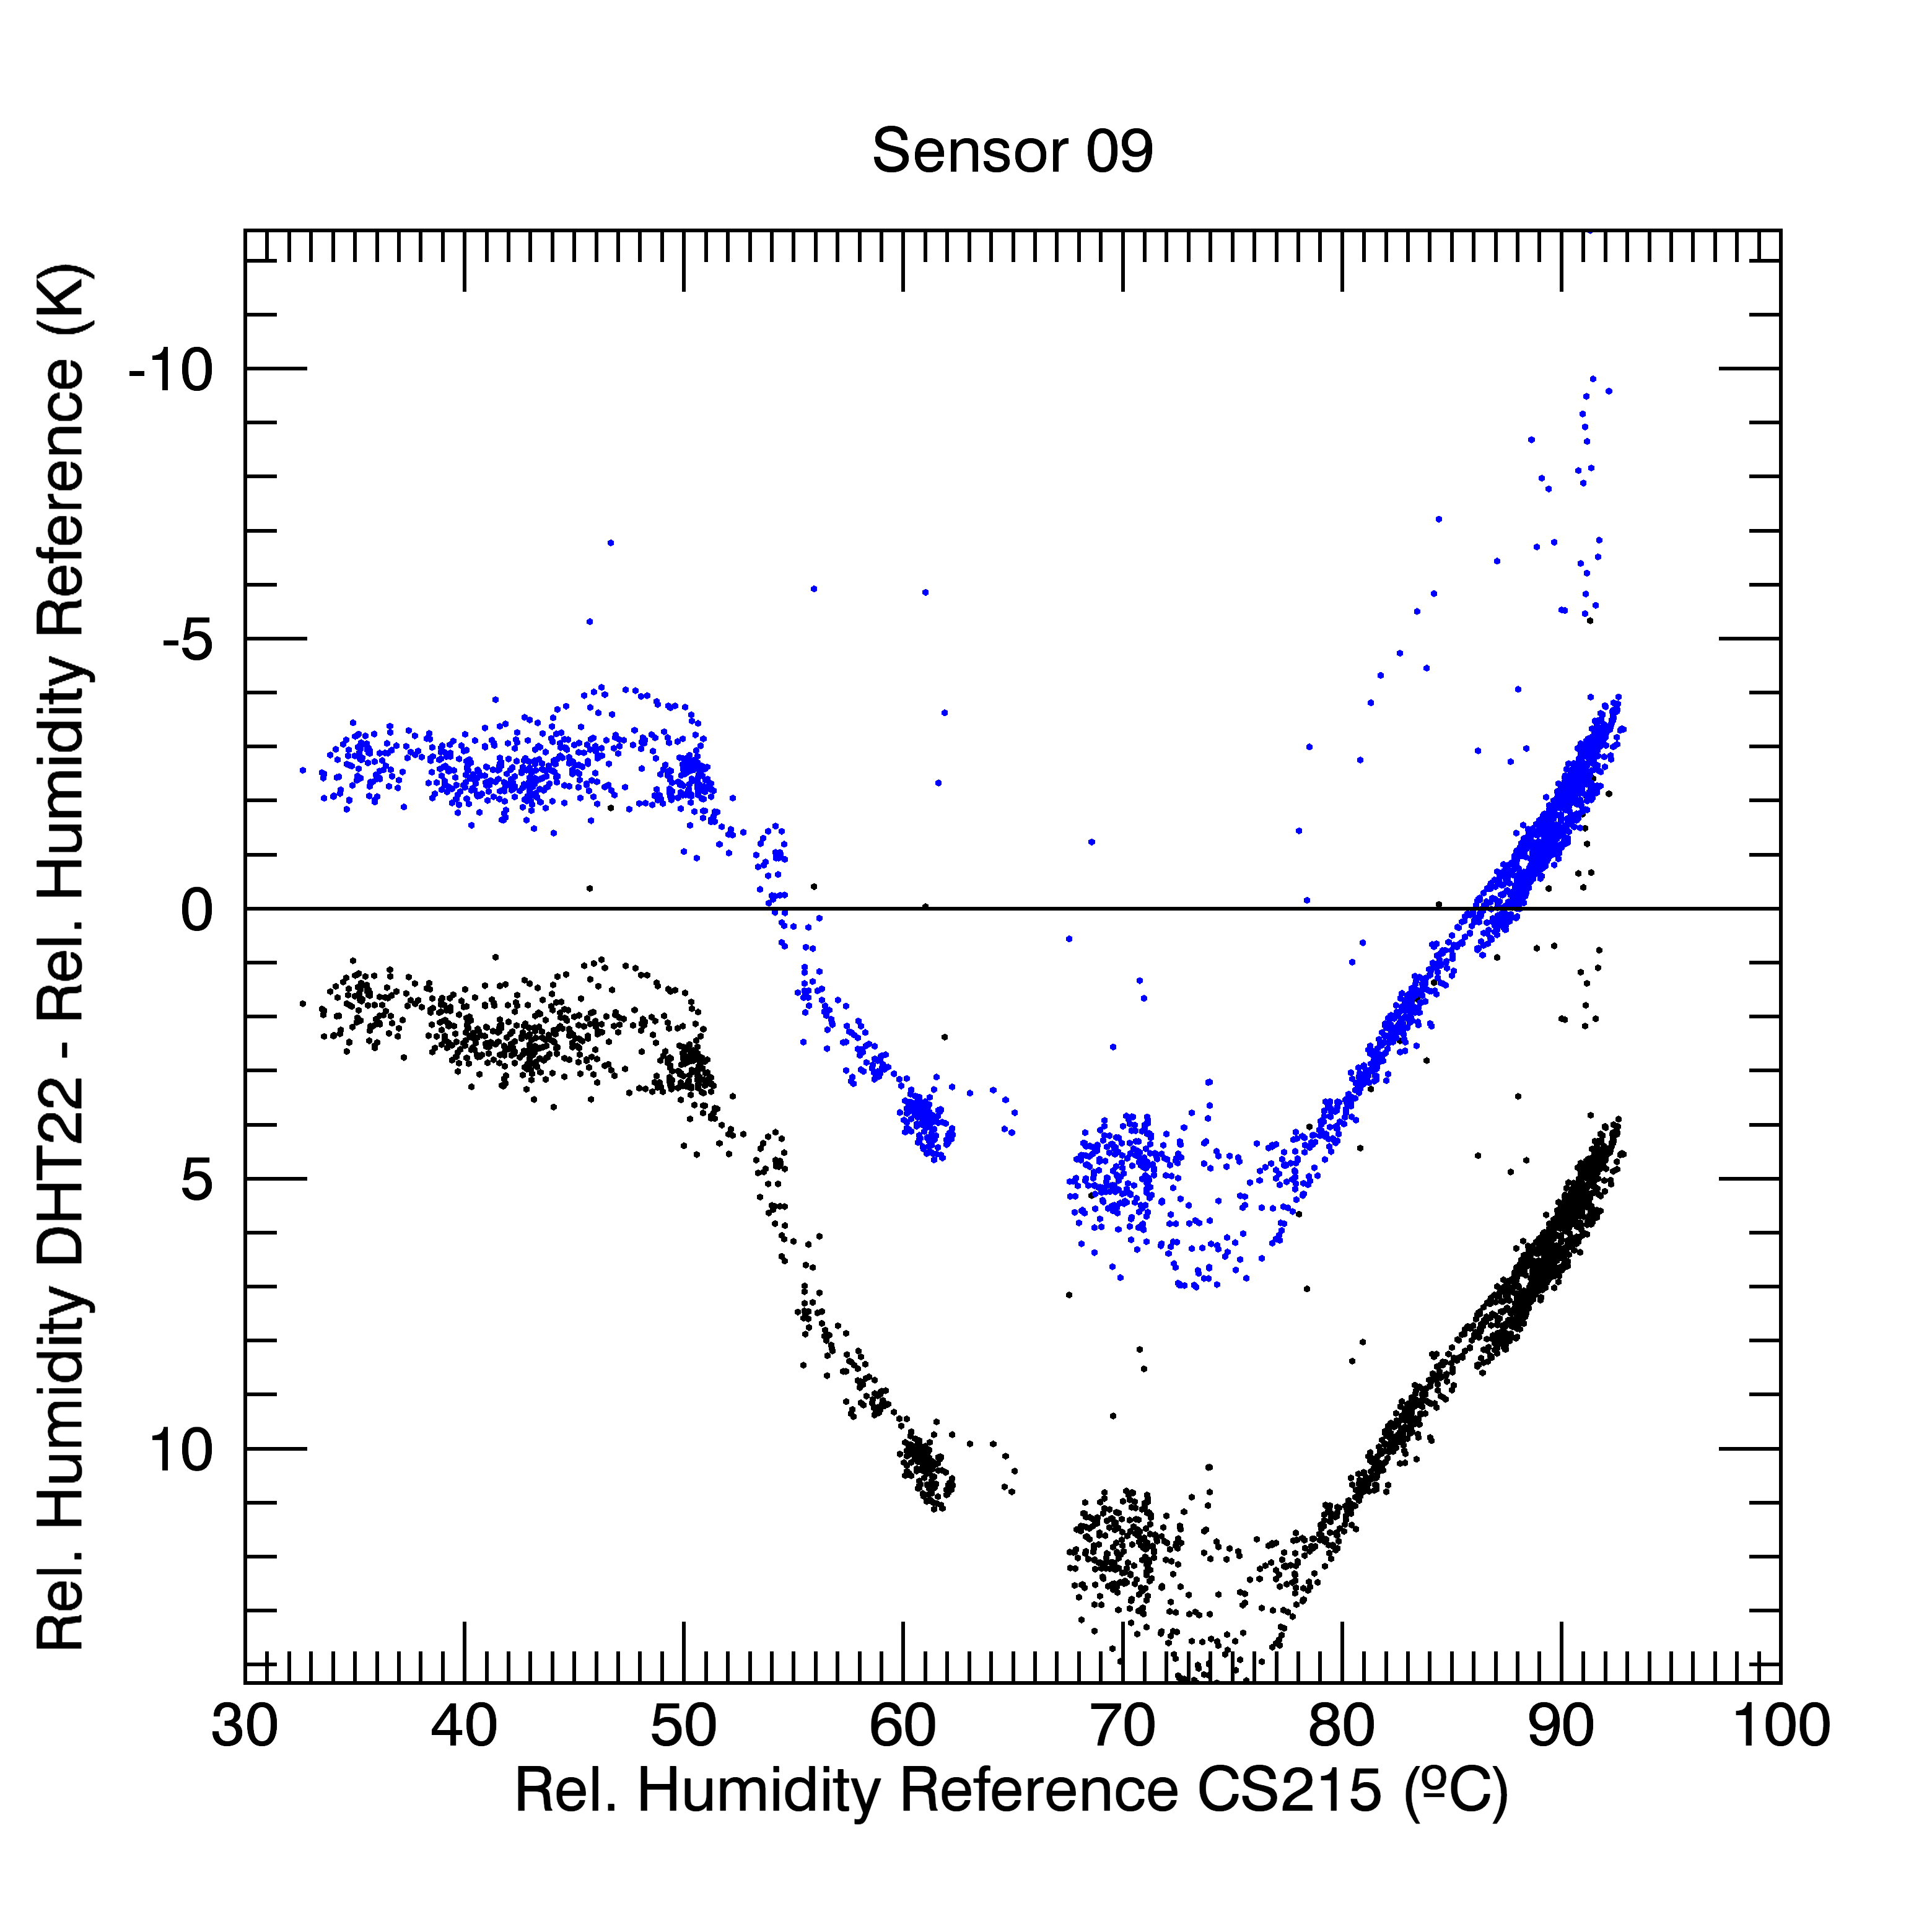 Sensor 09
Rel. Humidity DHT22 - Rel. Humidity Reference (K)
-10
-5
0
5
10
30 40 50 60 70 80 90 100
Rel. Humidity Reference CS215 (ºC)